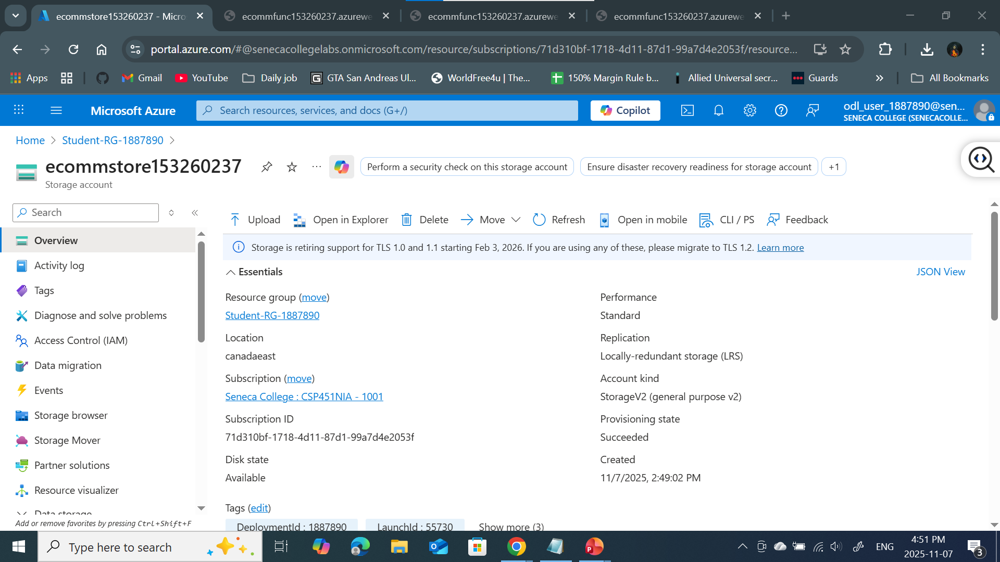 ecommstore153260237 - Micro
ecommfunc153260237.azurewe
ecommfunc153260237.azurewe
ecommfunc153260237.azurewe
portal.azure.com/#@senecacollegelabs.onmicrosoft.com/resource/subscriptions/71d310bf-1718-4d11-87d1-99a7d4e2053f/resource...
Apps
Gmail
YouTube
Daily job
GTA San Andreas Ul...
WorldFree4u | The...
150% Margin Rule b...
Allied Universal secr...
Guards
All Bookmarks
Microsoft Azure
Search resources, services, and docs (G+/)
Copilot
odl_user_1887890@sen...
SENECA COLLEGE (SENECACOLLE...
Home > Student-RG-1887890 >
ecommstore153260237
Storage account
Perform a security check on this storage account
Ensure disaster recovery readiness for storage account
+1
Search
Overview
Activity log
Tags
Diagnose and solve problems
Access Control (IAM)
Data migration
Events
Storage browser
Storage Mover
Partner solutions
Resource visualizer
Data storage
Add or remove favorites by pressing Ctrl+Shift+F
Upload
Open in Explorer
Delete
Move
Refresh
Open in mobile
CLI / PS
Feedback
Storage is retiring support for TLS 1.0 and 1.1 starting Feb 3, 2026. If you are using any of these, please migrate to TLS 1.2. Learn more
Essentials
JSON View
Resource group (move)
Student-RG-1887890
Location
canadaeast
Subscription (move)
Seneca College : CSP451NIA - 1001
Subscription ID
71d310bf-1718-4d11-87d1-99a7d4e2053f
Disk state
Available
Performance
Standard
Replication
Locally-redundant storage (LRS)
Account kind
StorageV2 (general purpose v2)
Provisioning state
Succeeded
Created
11/7/2025, 2:49:02 PM
Tags (edit)
DeploymentId : 1887890
LaunchId : 55730
Show more (3)
Type here to search
ENG
4:51 PM
2025-11-07
3